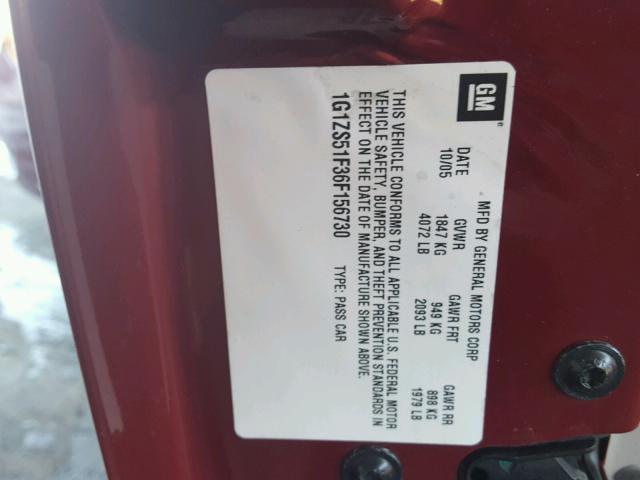 GM
MFD BY GENERAL MOTORS CORP
DATE GVWR GAWR FRT GAWR RR
10/05 1847 KG 949 KG 898 KG
4072 LB 2093 LB 1979 LB
THIS VEHICLE CONFORMS TO ALL APPLICABLE U.S. FEDERAL MOTOR
VEHICLE SAFETY, BUMPER, AND THEFT PREVENTION STANDARDS IN
EFFECT ON THE DATE OF MANUFACTURE SHOWN ABOVE.
1G1ZS51F36F156730 TYPE: PASS CAR